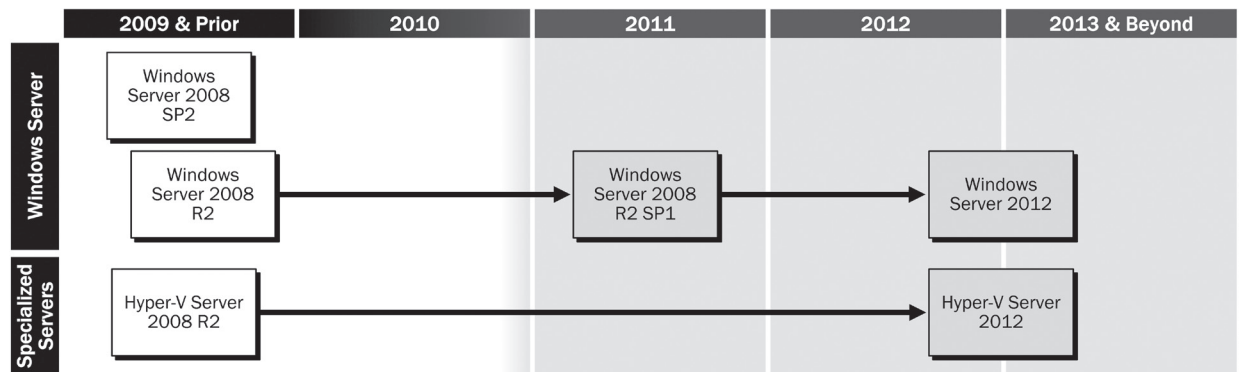 2009 & Prior
2010
2011
2012
2013 & Beyond
Windows Server
Windows
Server 2008
SP2
Windows
Server 2008
R2
Windows
Server 2008
R2 SP1
Windows
Server 2012
Specialized
Servers
Hyper-V Server
2008 R2
Hyper-V Server
2012